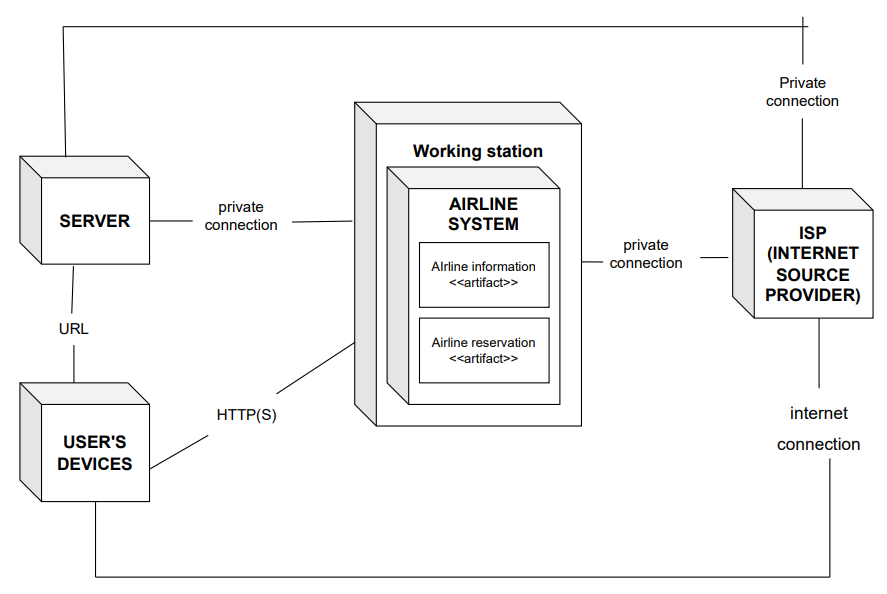 Private
connection
Working station
SERVER
private
connection
AIRLINE
SYSTEM
AIrline information
<<artifact>>
Airline reservation
<<artifact>>
private
connection
ISP
(INTERNET
SOURCE
PROVIDER)
URL
HTTP(S)
USER'S
DEVICES
internet
connection